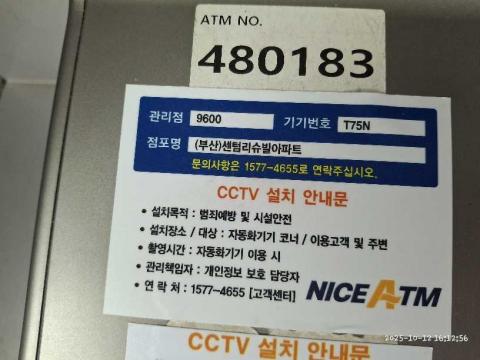 ATM NO.
480183
관리점 9600 기기번호 T75N
점포명 (부산)센텀리슈빌아파트
문의사항은 1577-4655로 연락주십시오.
CCTV 설치 안내문
• 설치목적 : 범죄예방 및 시설안전
• 설치장소 / 대상 : 자동화기기 코너 / 이용고객 및 주변
• 촬영시간 : 자동화기기 이용 시
• 관리책임자 : 개인정보 보호 담당자
• 연 락 처 : 1577-4655 [고객센터]
NICE ATM
2025-10-12 16:12:56
CCTV 설치 안내문